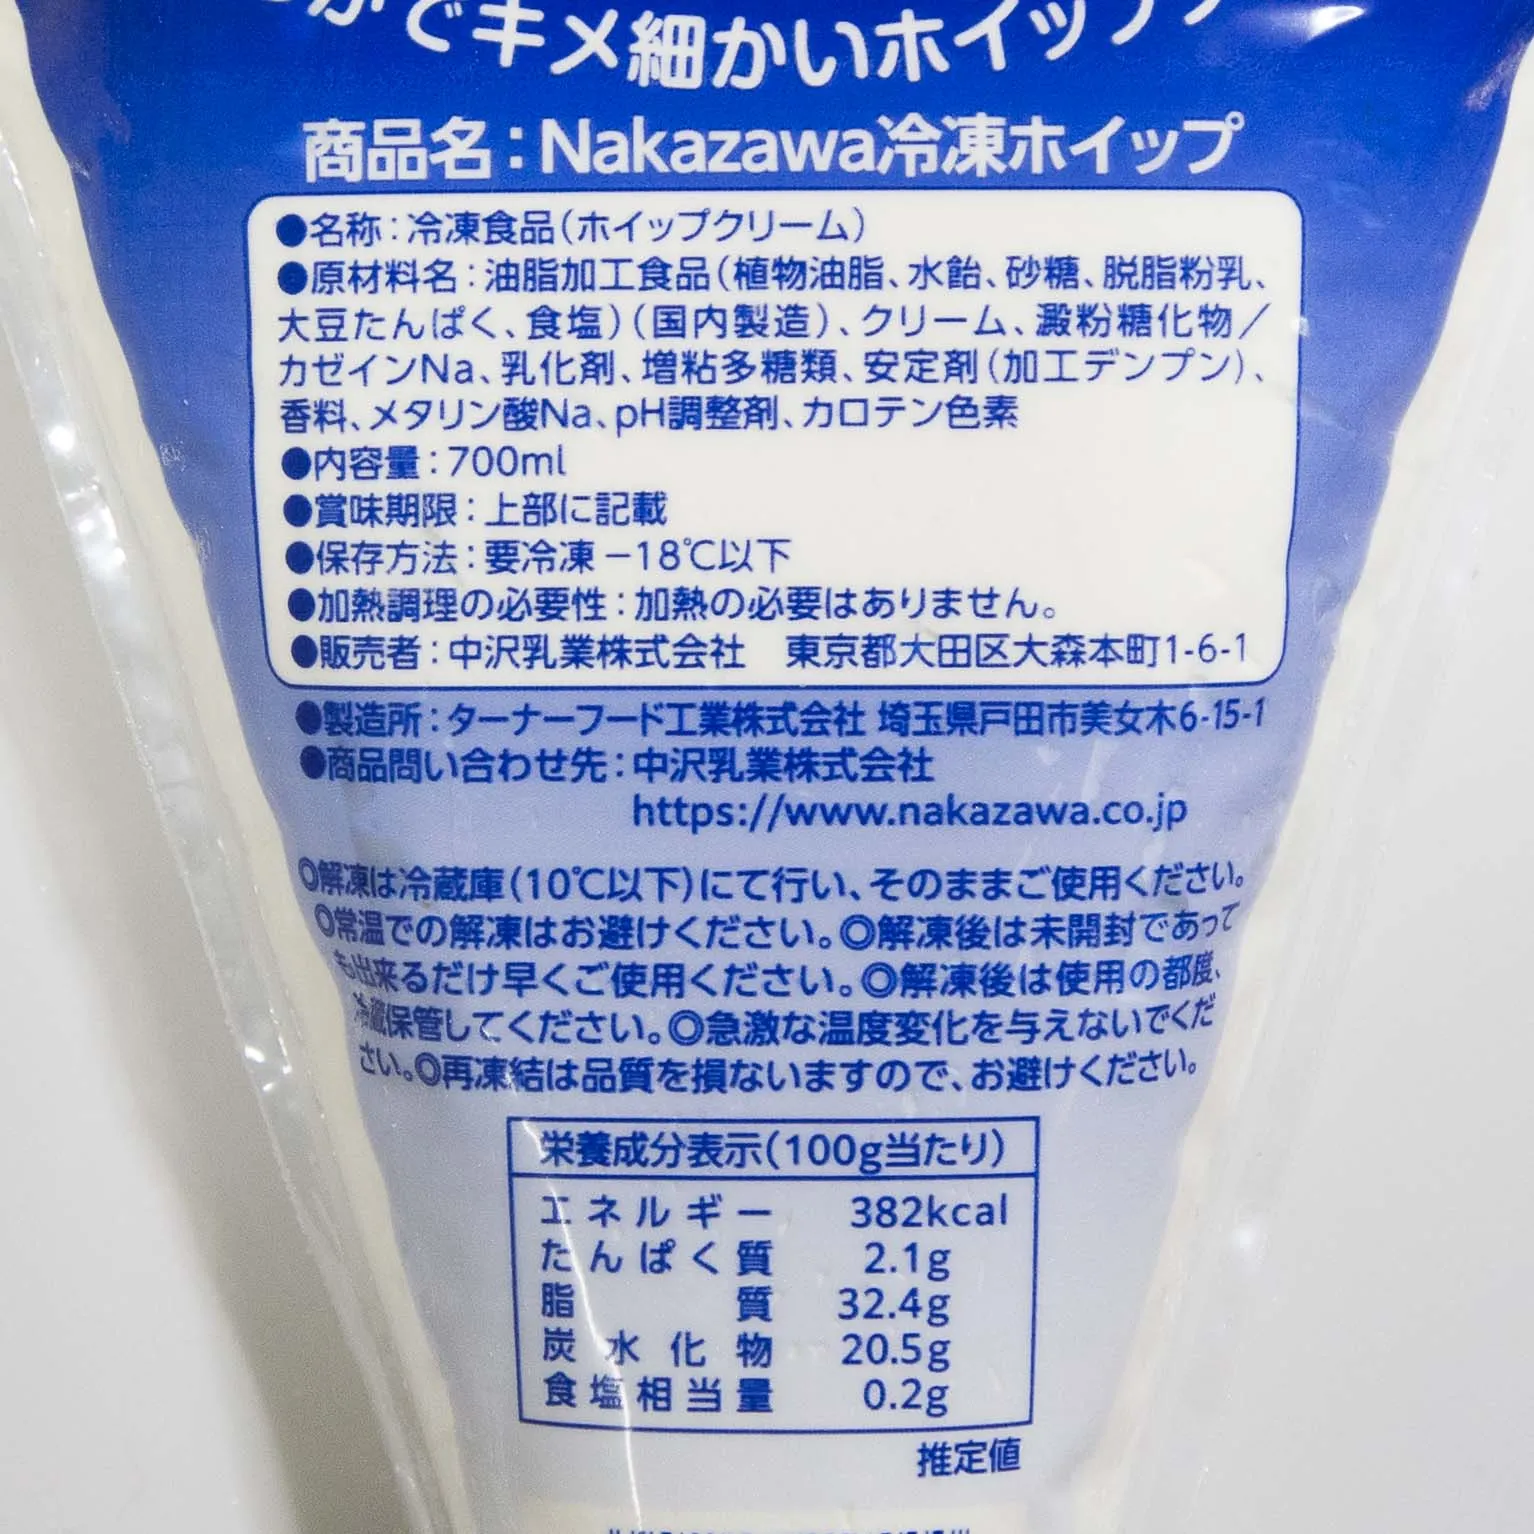 かでキメ細かいホイップ
商品名：Nakazawa冷凍ホイップ
●名称：冷凍食品（ホイップクリーム）
●原材料名：油脂加工食品（植物油脂、水飴、砂糖、脱脂粉乳、
大豆たんぱく、食塩）（国内製造）、クリーム、澱粉糖化物／
カゼインNa、乳化剤、増粘多糖類、安定剤（加工デンプン）、
香料、メタリン酸Na、pH調整剤、カロテン色素
●内容量：700ml
●賞味期限：上部に記載
●保存方法：要冷凍－18℃以下
●加熱調理の必要性：加熱の必要はありません。
●販売者：中沢乳業株式会社　東京都大田区大森本町1-6-1
●製造所：ターナーフード工業株式会社 埼玉県戸田市美女木6-15-1
●商品問い合わせ先：中沢乳業株式会社
https://www.nakazawa.co.jp
◎解凍は冷蔵庫（10℃以下）にて行い、そのままご使用ください。
◎常温での解凍はお避けください。◎解凍後は未開封であって
も出来るだけ早くご使用ください。◎解凍後は使用の都度、
冷蔵保管してください。◎急激な温度変化を与えないでくだ
さい。◎再凍結は品質を損ないますので、お避けください。
栄養成分表示（100g当たり）
エネルギー 382kcal
たんぱく質 2.1g
脂質 32.4g
炭水化物 20.5g
食塩相当量 0.2g
推定値